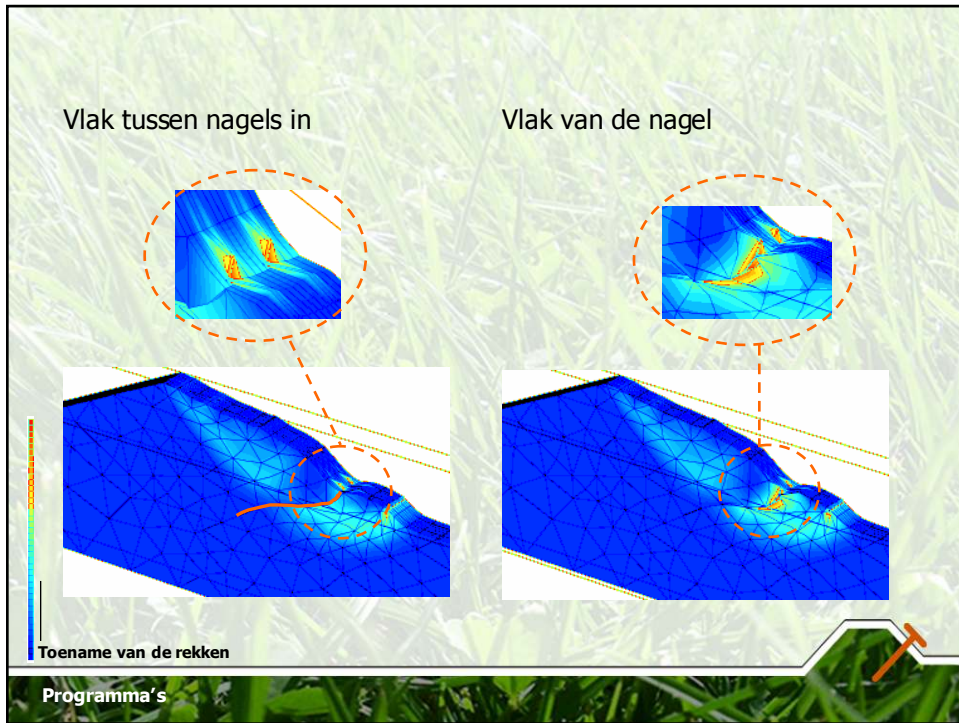 Vlak tussen nagels in
Vlak van de nagel
Toename van de rekken
Programma's